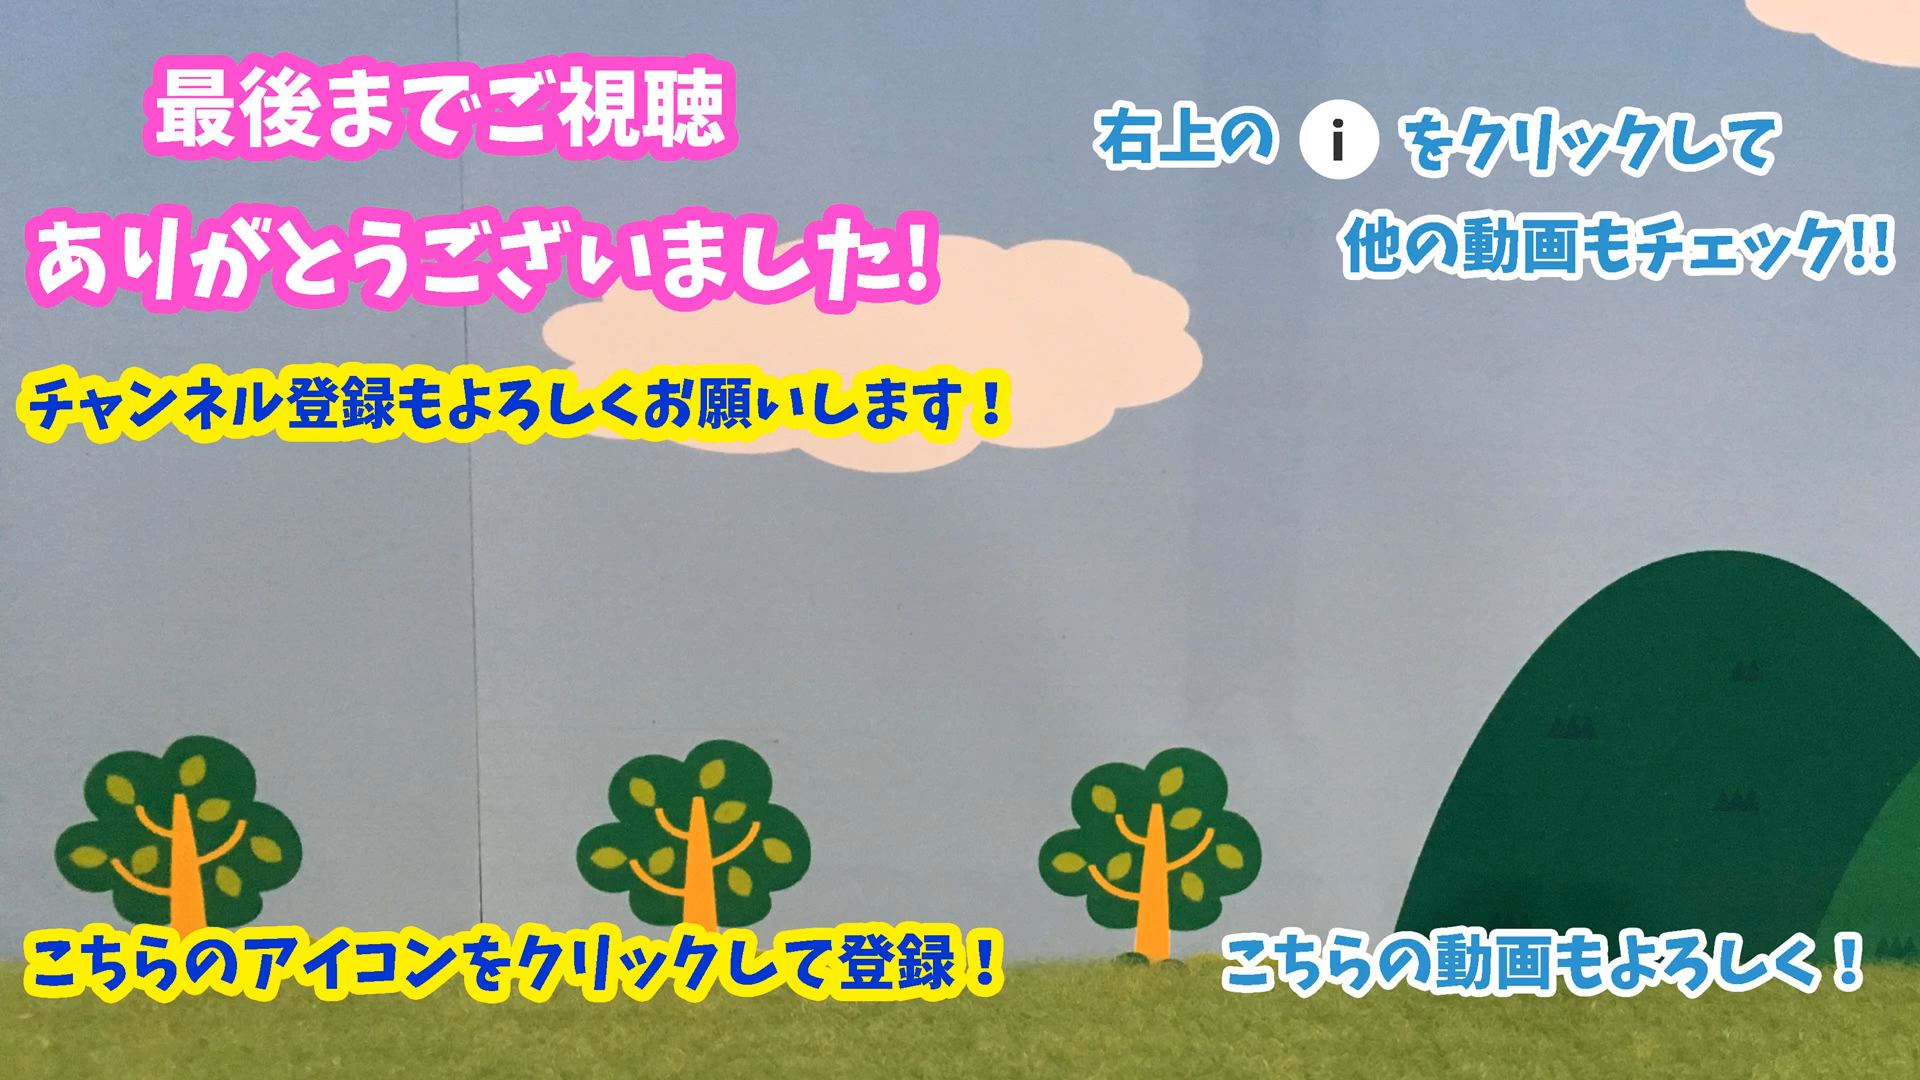 最後までご視聴
ありがとうございました!
チャンネル登録もよろしくお願いします！
右上の i をクリックして
他の動画もチェック!!
こちらのアイコンをクリックして登録！
こちらの動画もよろしく！